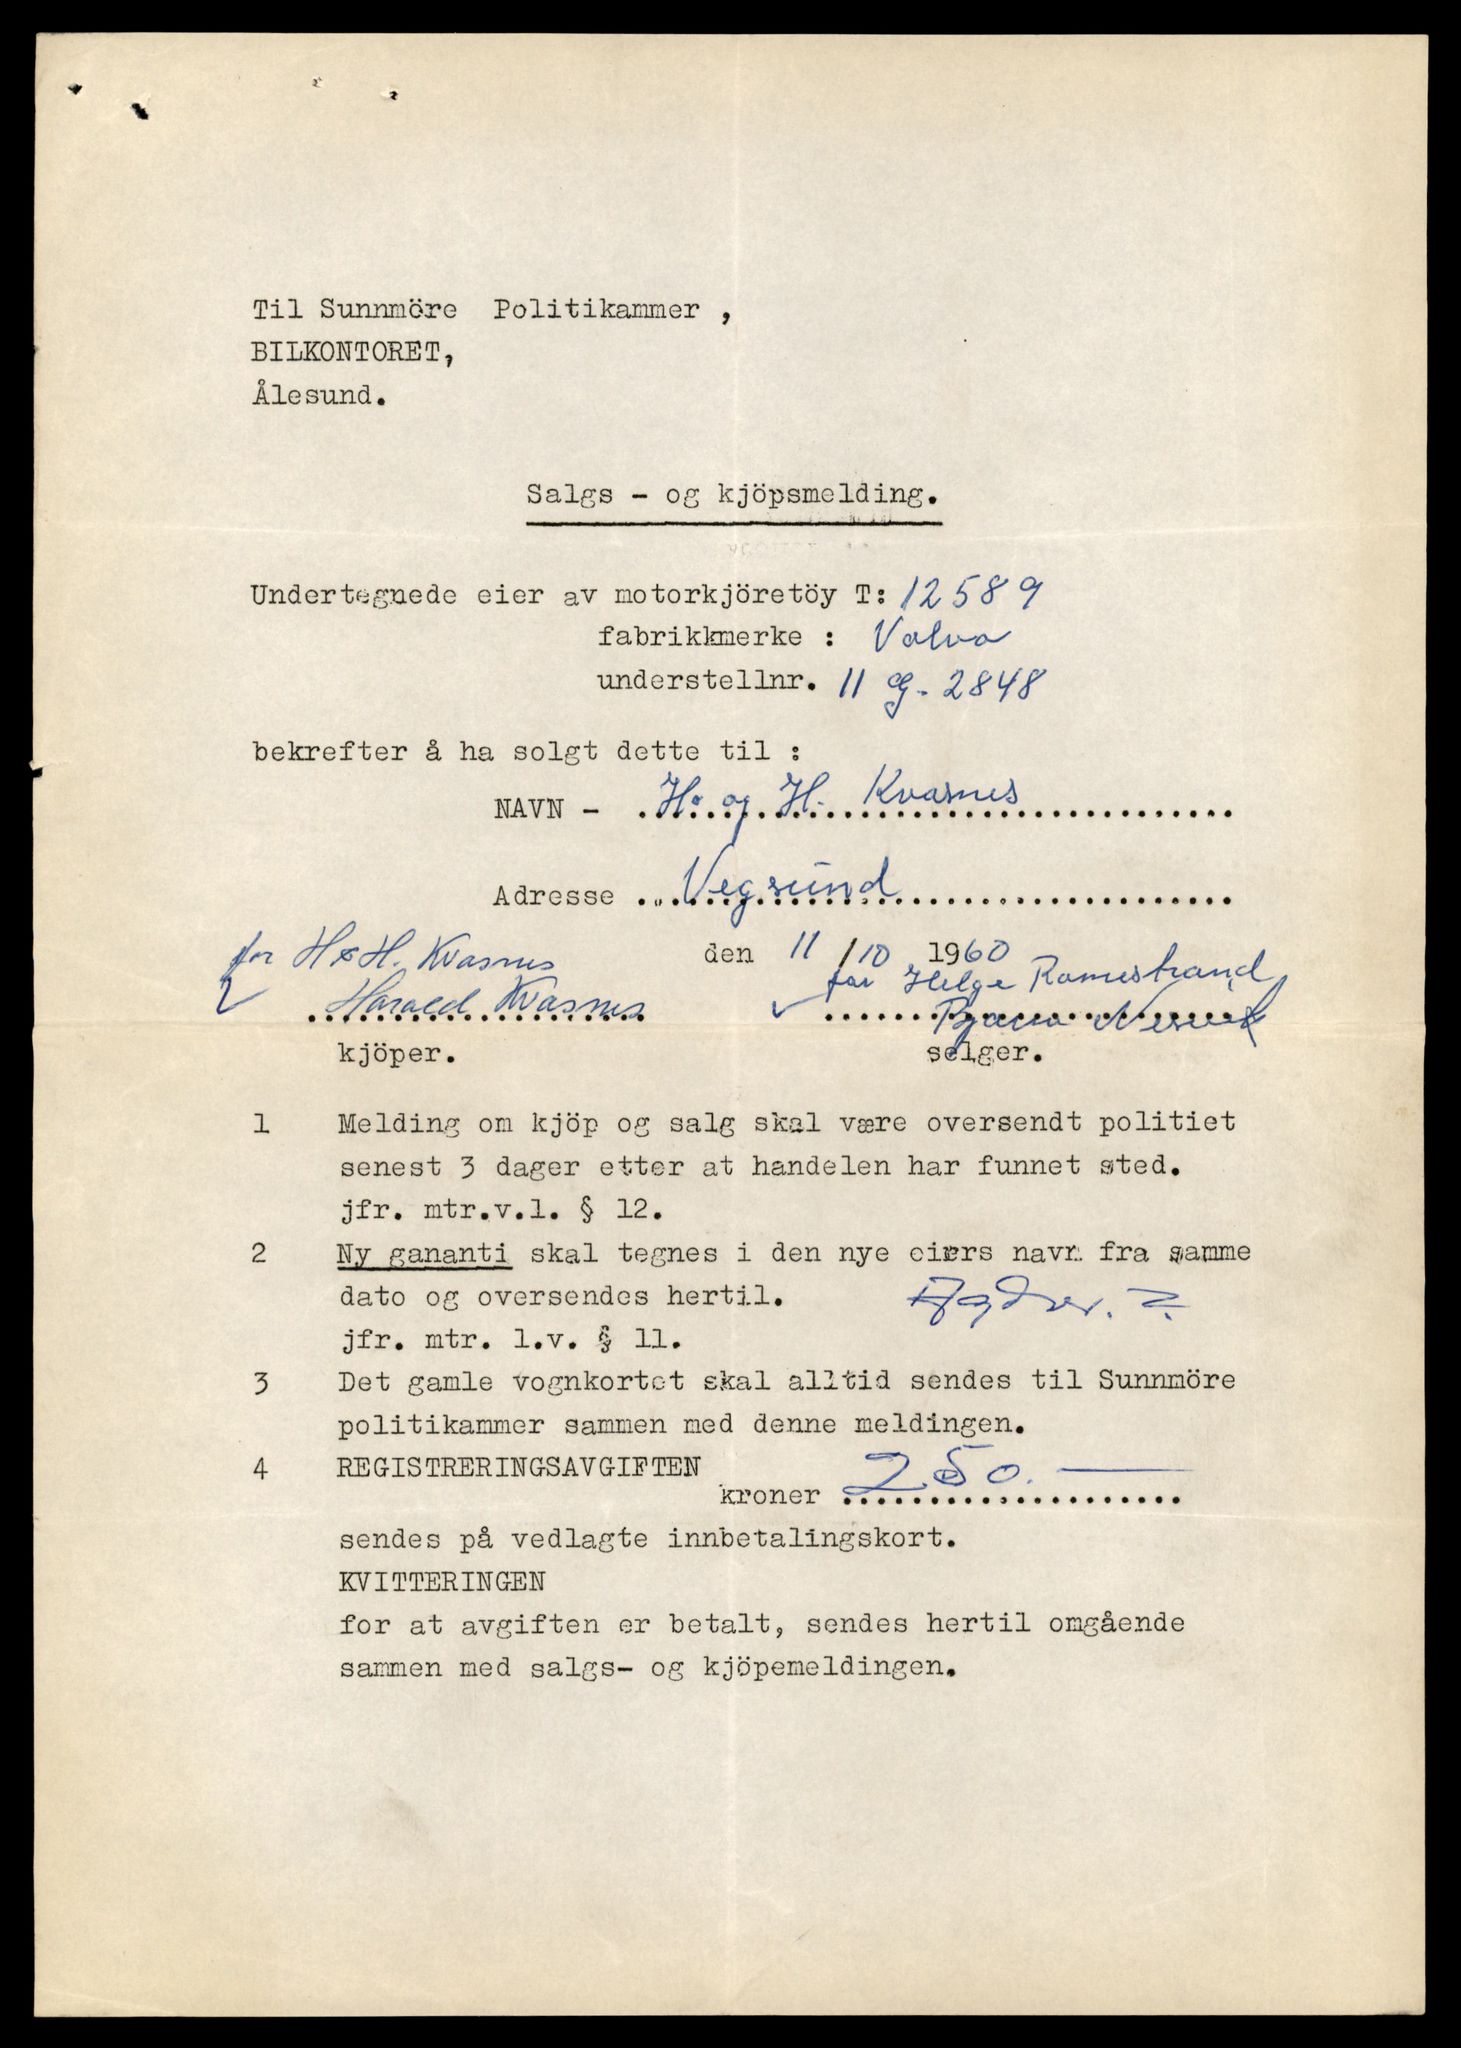 Til Sunnmöre Politikammer ,
BILKONTORET,
Ålesund.
Salgs - og kjöpsmelding.
Undertegnede eier av motorkjöretöy T: 12589
fabrikkmerke : Volvo
understellnr. 11 G - 2848
bekrefter å ha solgt dette til :
NAVN - H. og H. Kvasnes
Adresse Vegsund
den 11 /10 1960
for H & H. Kvasnes
Harald Kvasnes
kjöper.
for Helge Ramestrand
selger.
1 Melding om kjöp og salg skal være oversendt politiet
senest 3 dager etter at handelen har funnet sted.
jfr. mtr.v.l. § 12.
2 Ny gananti skal tegnes i den nye eiers navn fra samme
dato og oversendes hertil.
jfr. mtr. l.v. § 11.
3 Det gamle vognkortet skal alltid sendes til Sunnmöre
politikammer sammen med denne meldingen.
4 REGISTRERINGSAVGIFTEN
kroner 250.—
sendes på vedlagte innbetalingskort.
KVITTERINGEN
for at avgiften er betalt, sendes hertil omgående
sammen med salgs- og kjöpemeldingen.